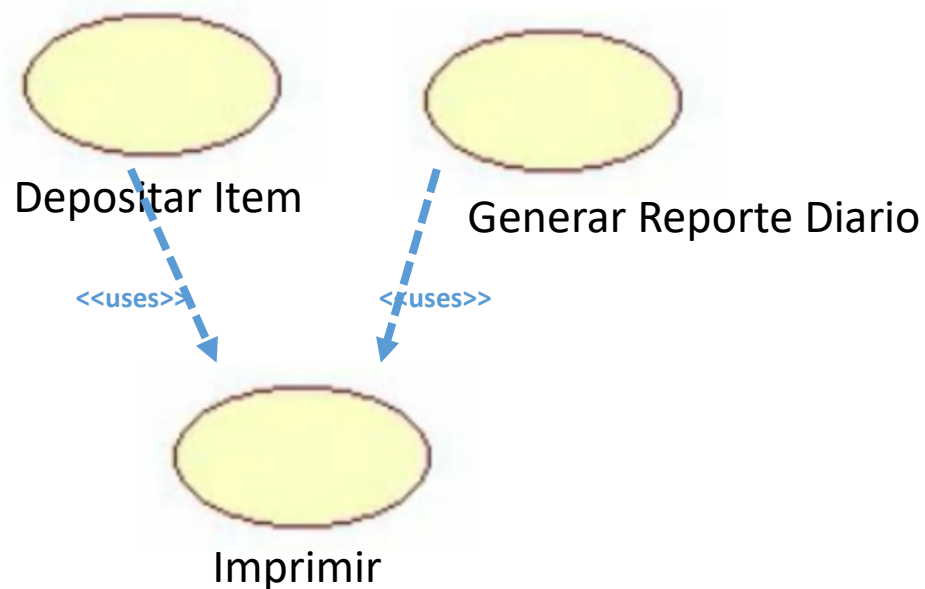 Depositar Item
Generar Reporte Diario
<<uses>>
<<uses>>
Imprimir